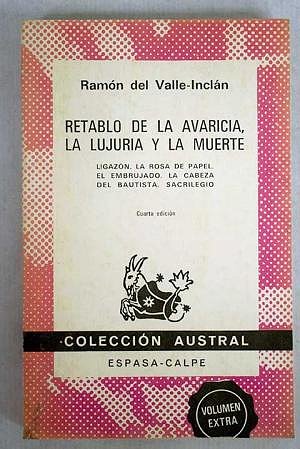 Ramón del Valle-Inclán
RETABLO DE LA AVARICIA,
LA LUJURIA Y LA MUERTE
LIGAZÓN. LA ROSA DE PAPEL.
EL EMBRUJADO. LA CABEZA
DEL BAUTISTA. SACRILEGIO
Cuarta edición
COLECCIÓN AUSTRAL
ESPASA-CALPE
VOLUMEN
EXTRA